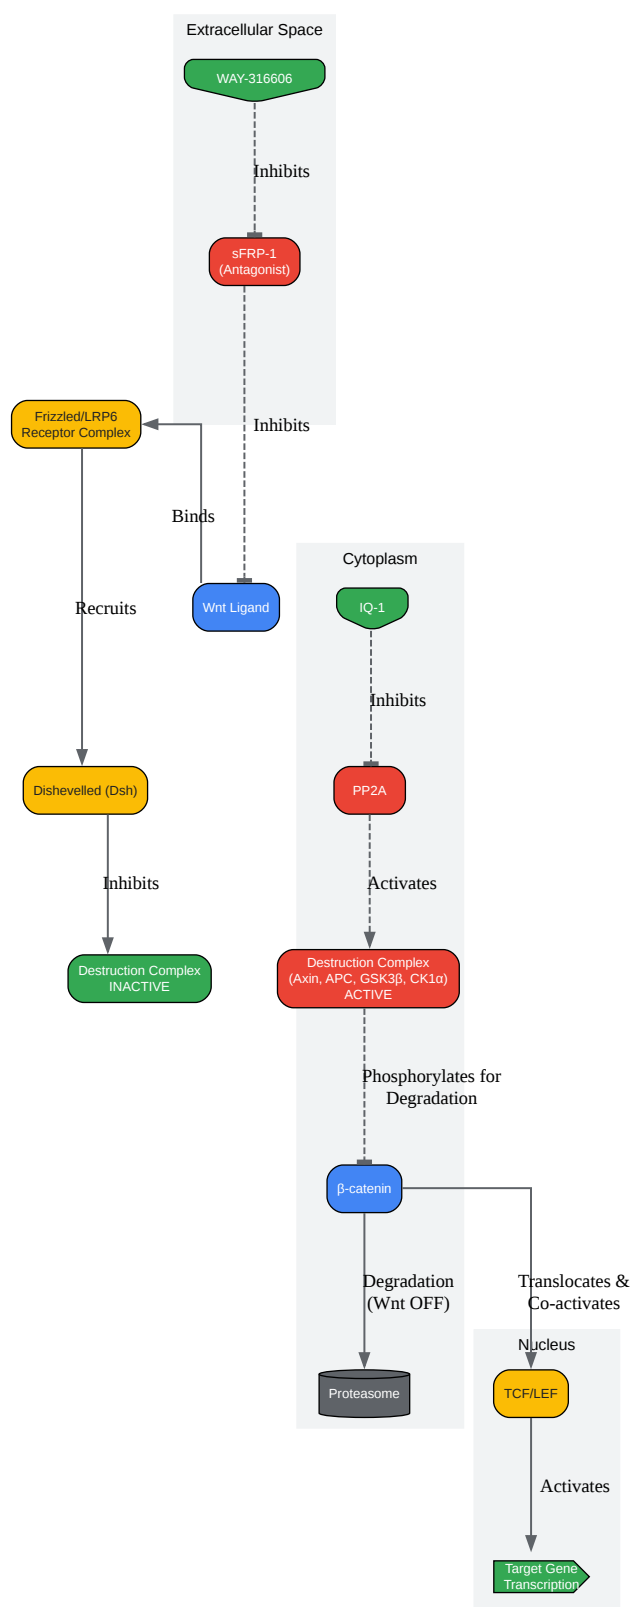 Extracellular Space
WAY-316606
Inhibits
sFRP-1
(Antagonist)
Frizzled/LRP6
Receptor Complex
Inhibits
Binds
Cytoplasm
Recruits
Wnt Ligand
IQ-1
Inhibits
Dishevelled (Dsh)
PP2A
Inhibits
Activates
Destruction Complex
INACTIVE
Destruction Complex
(Axin, APC, GSK3β, CK1α)
ACTIVE
Phosphorylates for
Degradation
β-catenin
Degradation
(Wnt OFF)
Translocates &
Co-activates
Nucleus
Proteasome
TCF/LEF
Activates
Target Gene
Transcription